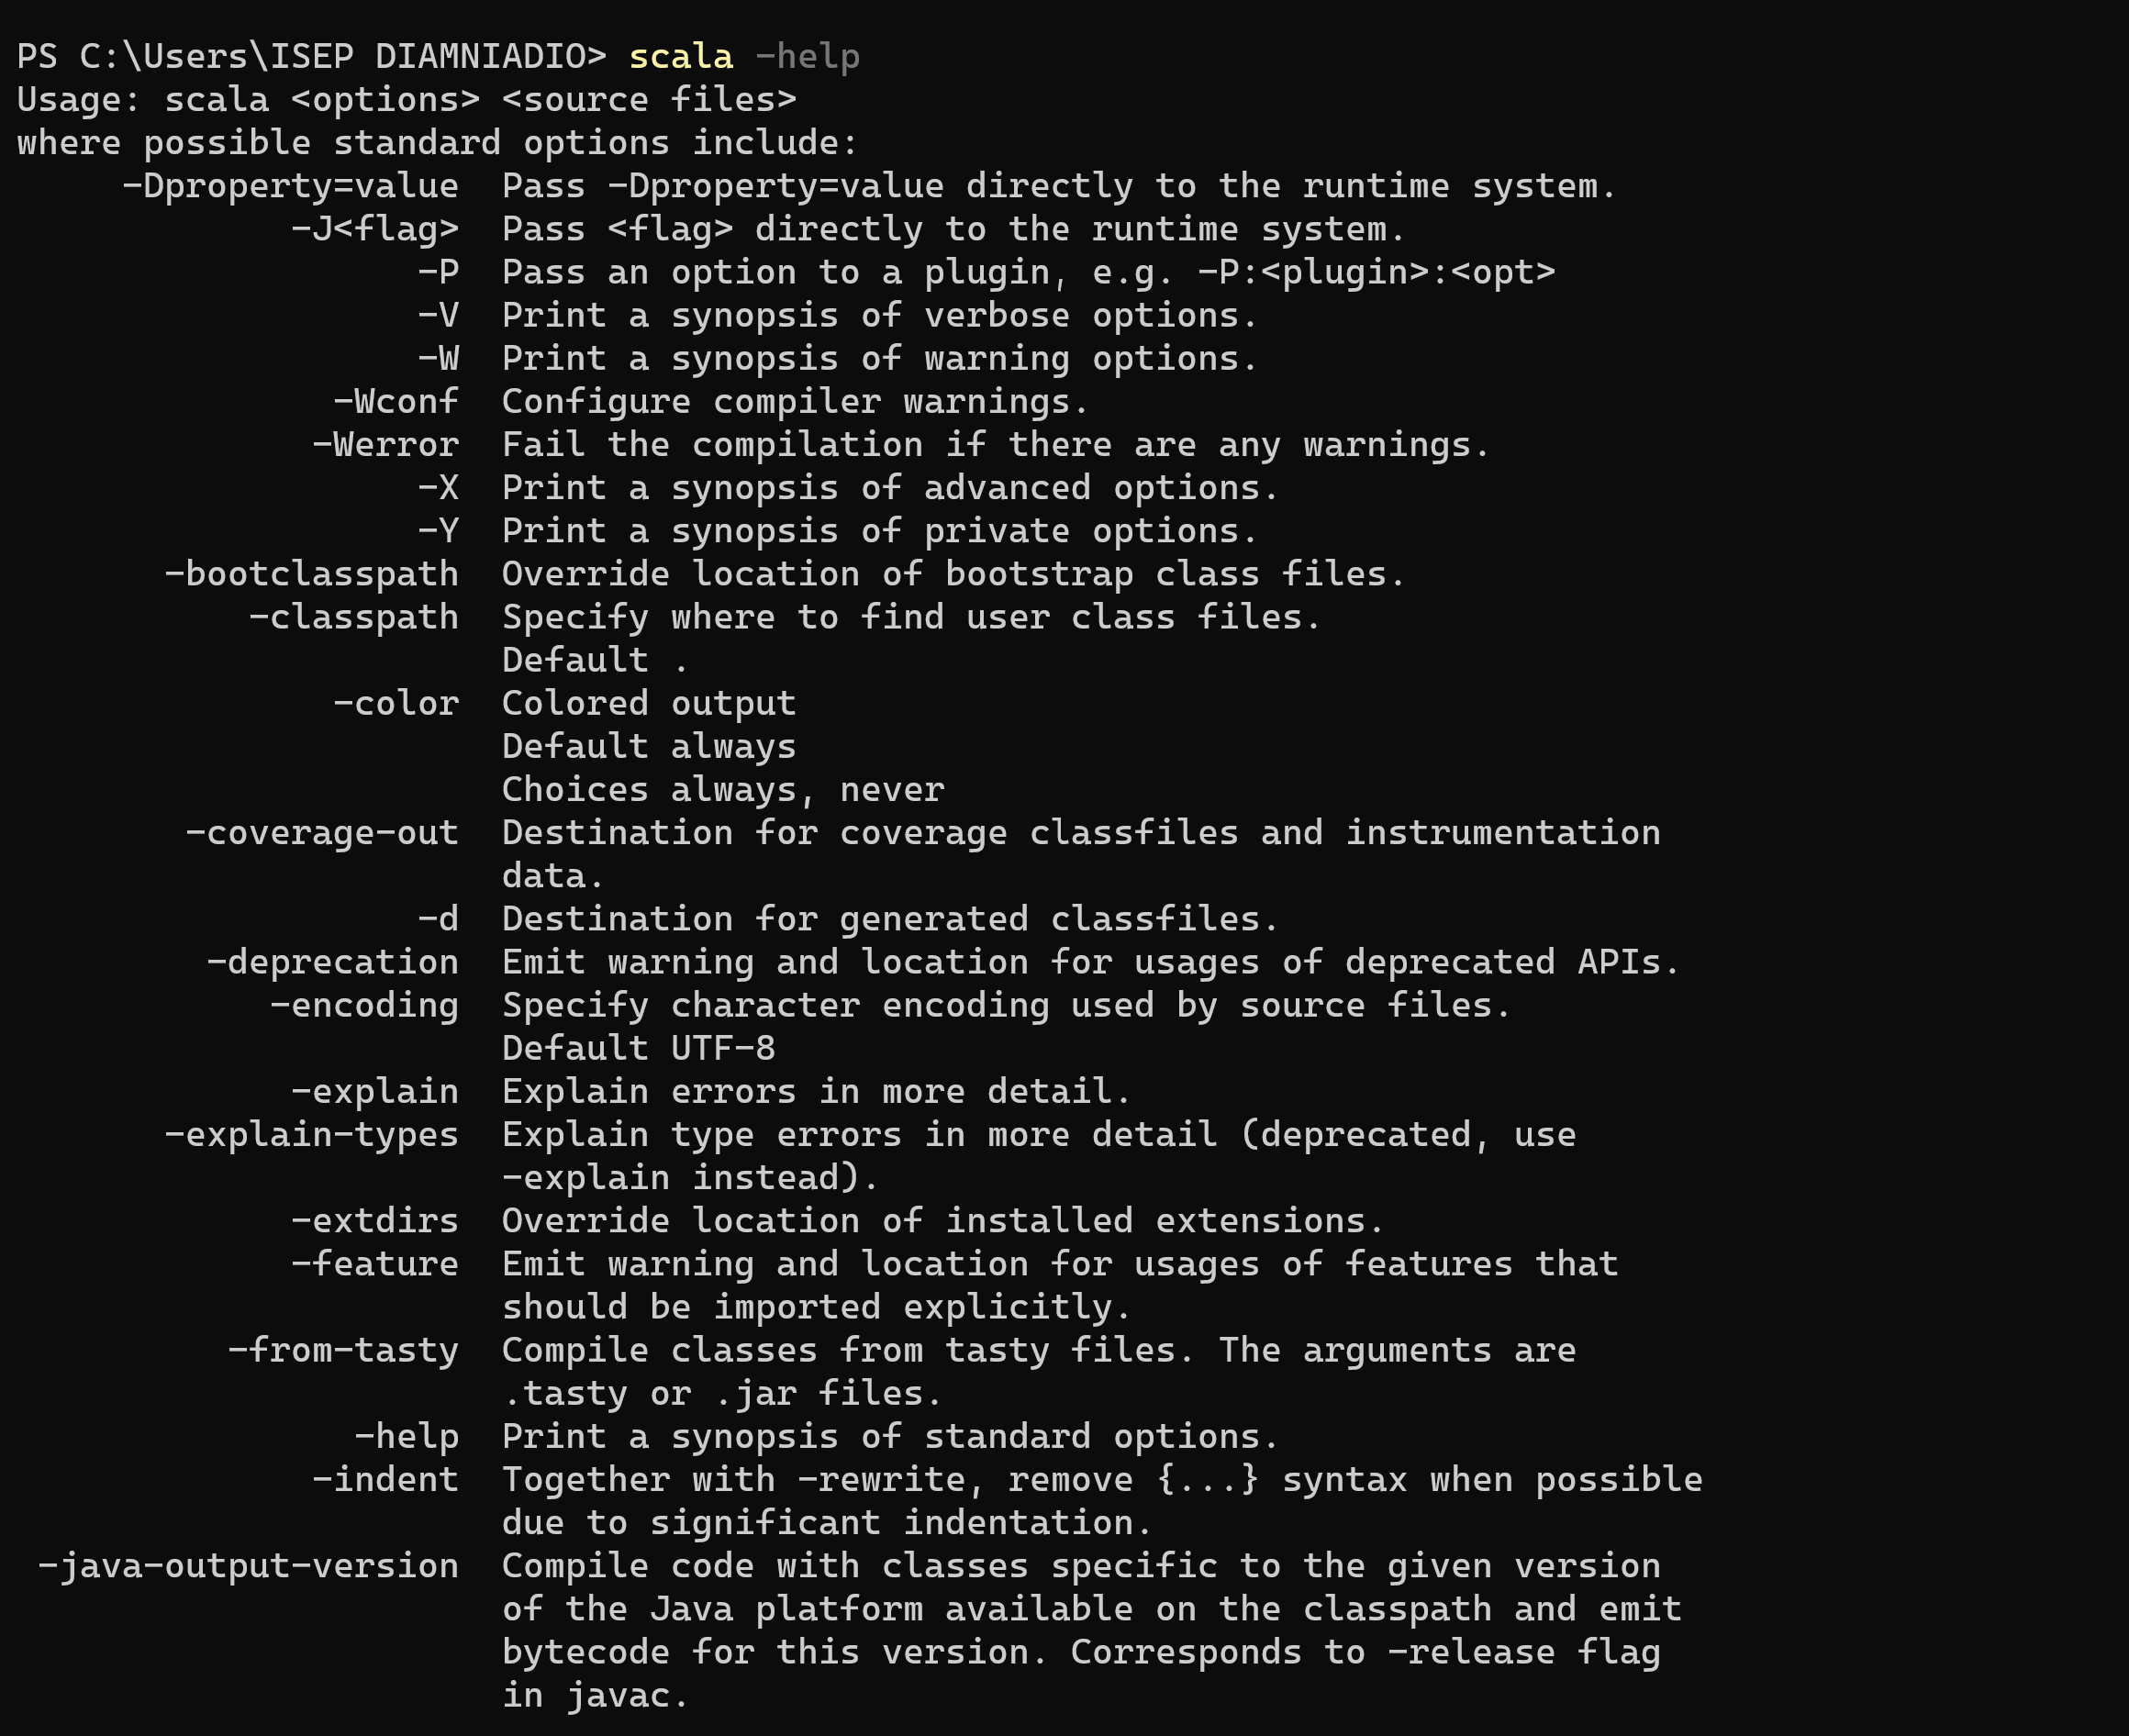 PS C:\Users\ISEP DIAMNIADIO> scala -help
Usage: scala <options> <source files>
where possible standard options include:
     -Dproperty=value  Pass -Dproperty=value directly to the runtime system.
             -J<flag>  Pass <flag> directly to the runtime system.
                   -P  Pass an option to a plugin, e.g. -P:<plugin>:<opt>
                   -V  Print a synopsis of verbose options.
                   -W  Print a synopsis of warning options.
               -Wconf  Configure compiler warnings.
              -Werror  Fail the compilation if there are any warnings.
                   -X  Print a synopsis of advanced options.
                   -Y  Print a synopsis of private options.
       -bootclasspath  Override location of bootstrap class files.
           -classpath  Specify where to find user class files.
                       Default .
               -color  Colored output
                       Default always
                       Choices always, never
        -coverage-out  Destination for coverage classfiles and instrumentation
                       data.
                   -d  Destination for generated classfiles.
         -deprecation  Emit warning and location for usages of deprecated APIs.
            -encoding  Specify character encoding used by source files.
                       Default UTF-8
             -explain  Explain errors in more detail.
       -explain-types  Explain type errors in more detail (deprecated, use
                       -explain instead).
             -extdirs  Override location of installed extensions.
             -feature  Emit warning and location for usages of features that
                       should be imported explicitly.
          -from-tasty  Compile classes from tasty files. The arguments are
                       .tasty or .jar files.
                -help  Print a synopsis of standard options.
              -indent  Together with -rewrite, remove {...} syntax when possible
                       due to significant indentation.
 -java-output-version  Compile code with classes specific to the given version
                       of the Java platform available on the classpath and emit
                       bytecode for this version. Corresponds to -release flag
                       in javac.